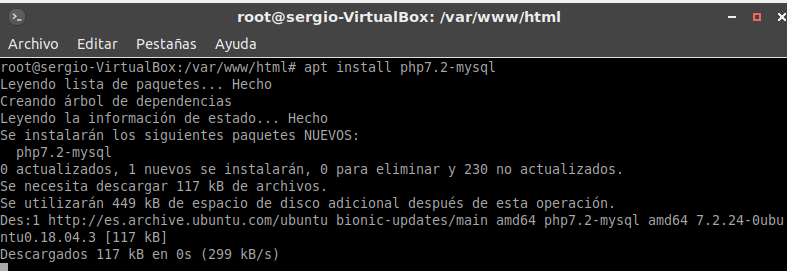 root@sergio-VirtualBox: /var/www/html
Archivo Editar Pestañas Ayuda
root@sergio-VirtualBox:/var/www/html# apt install php7.2-mysql
Leyendo lista de paquetes... Hecho
Creando árbol de dependencias
Leyendo la información de estado... Hecho
Se instalarán los siguientes paquetes NUEVOS:
php7.2-mysql
0 actualizados, 1 nuevos se instalarán, 0 para eliminar y 230 no actualizados.
Se necesita descargar 117 kB de archivos.
Se utilizarán 449 kB de espacio de disco adicional después de esta operación.
Des:1 http://es.archive.ubuntu.com/ubuntu bionic-updates/main amd64 php7.2-mysql amd64 7.2.24-0ubu
ntu0.18.04.3 [117 kB]
Descargados 117 kB en 0s (299 kB/s)